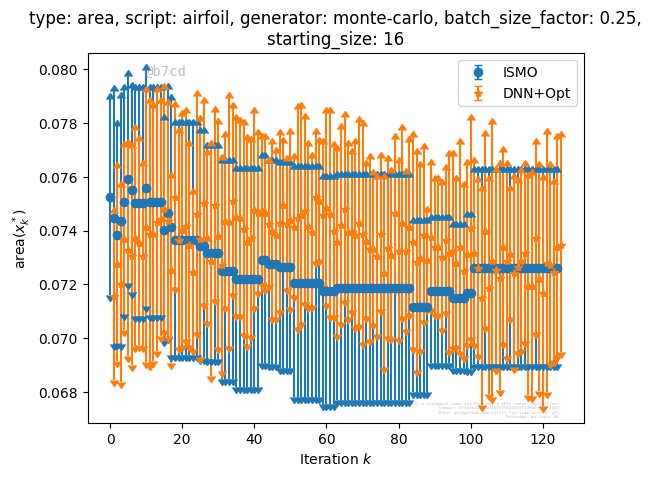 type: area, script: airfoil, generator: monte-carlo, batch_size_factor: 0.25,
starting_size: 16
0.080
0.078
0.076
0.074
0.072
0.070
0.068
area(x*k)
ISMO
DNN+Opt
0 20 40 60 80 100 120
Iteration k